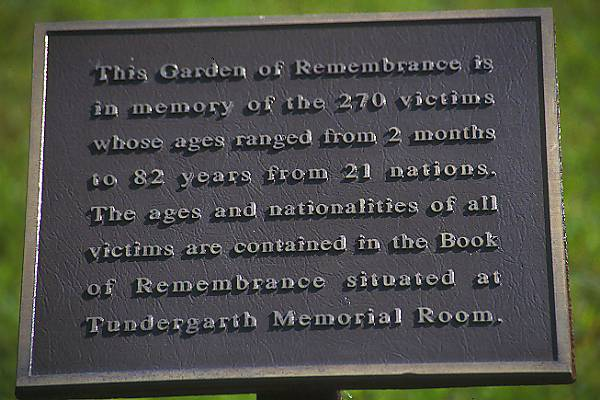 This Garden of Remembrance is
in memory of the 270 victims
whose ages ranged from 2 months
to 82 years from 21 nations.
The ages and nationalities of all
victims are contained in the Book
of Remembrance situated at
Tundergarth Memorial Room.